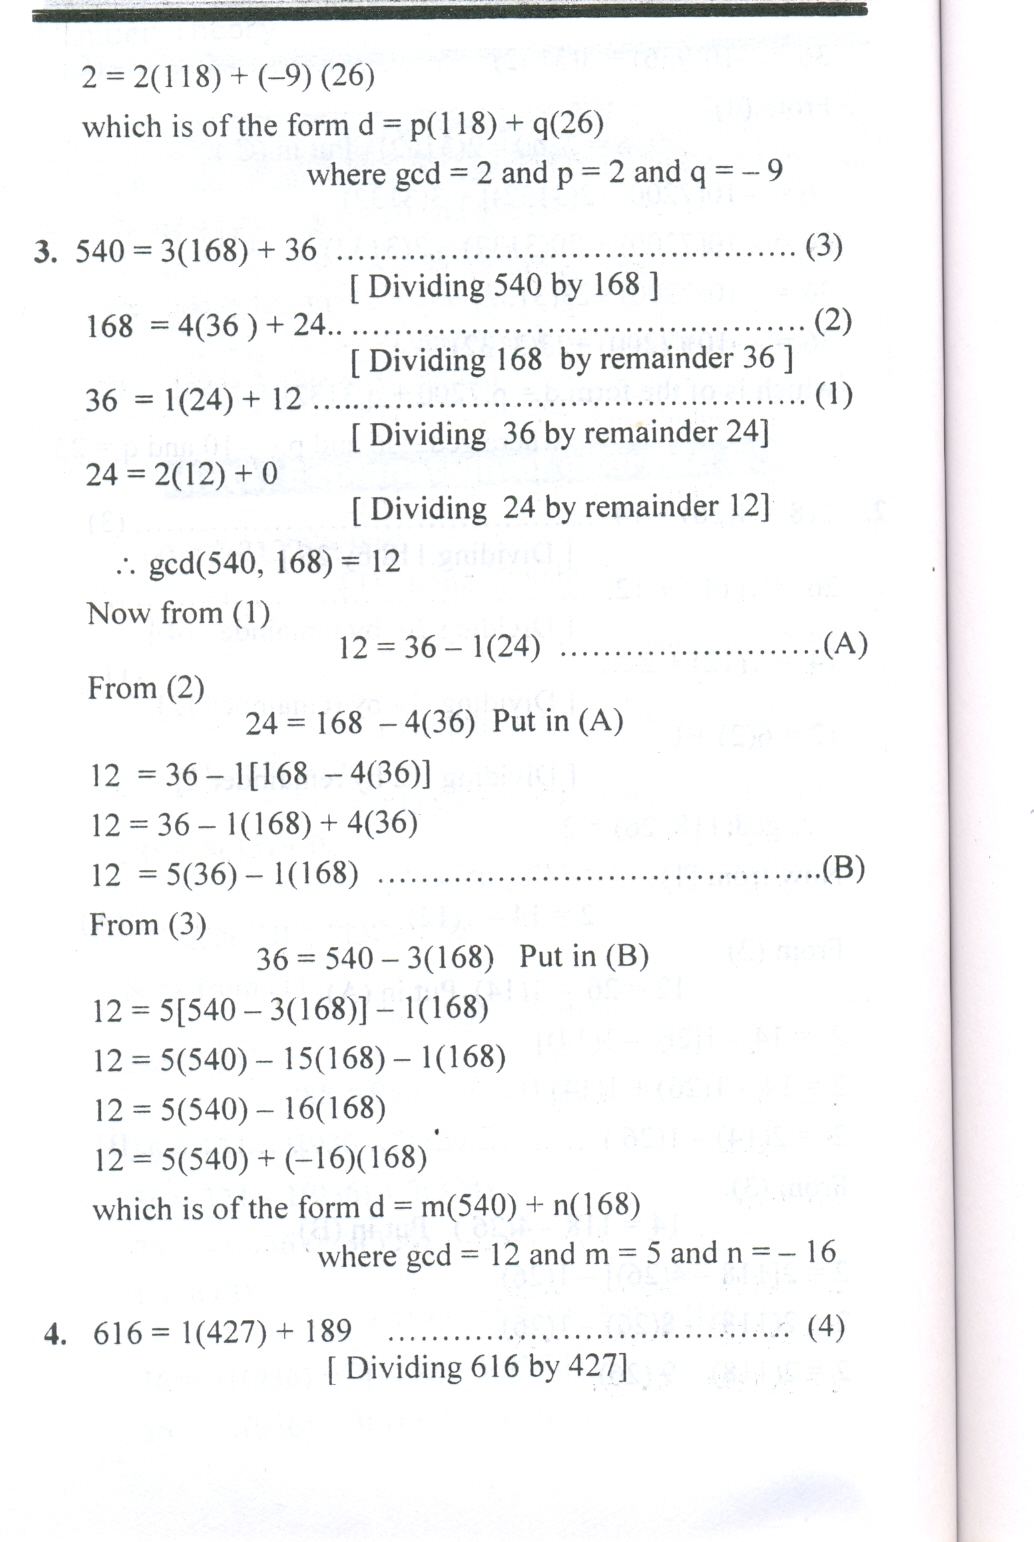 2 = 2(118) + (–9) (26)
which is of the form d = p(118) + q(26)
where gcd = 2 and p = 2 and q = – 9
3. 540 = 3(168) + 36 ............................................. (3)
[ Dividing 540 by 168 ]
168 = 4(36 ) + 24.. ............................................. (2)
[ Dividing 168 by remainder 36 ]
36 = 1(24) + 12 ................................................ (1)
[ Dividing 36 by remainder 24]
24 = 2(12) + 0
[ Dividing 24 by remainder 12]
∴ gcd(540, 168) = 12
Now from (1)
12 = 36 – 1(24) ........................(A)
From (2)
24 = 168 – 4(36) Put in (A)
12 = 36 – 1[168 – 4(36)]
12 = 36 – 1(168) + 4(36)
12 = 5(36) – 1(168) .........................................(B)
From (3)
36 = 540 – 3(168) Put in (B)
12 = 5[540 – 3(168)] – 1(168)
12 = 5(540) – 15(168) – 1(168)
12 = 5(540) – 16(168)
12 = 5(540) + (–16)(168)
which is of the form d = m(540) + n(168)
where gcd = 12 and m = 5 and n = – 16
4. 616 = 1(427) + 189 ..................................... (4)
[ Dividing 616 by 427]